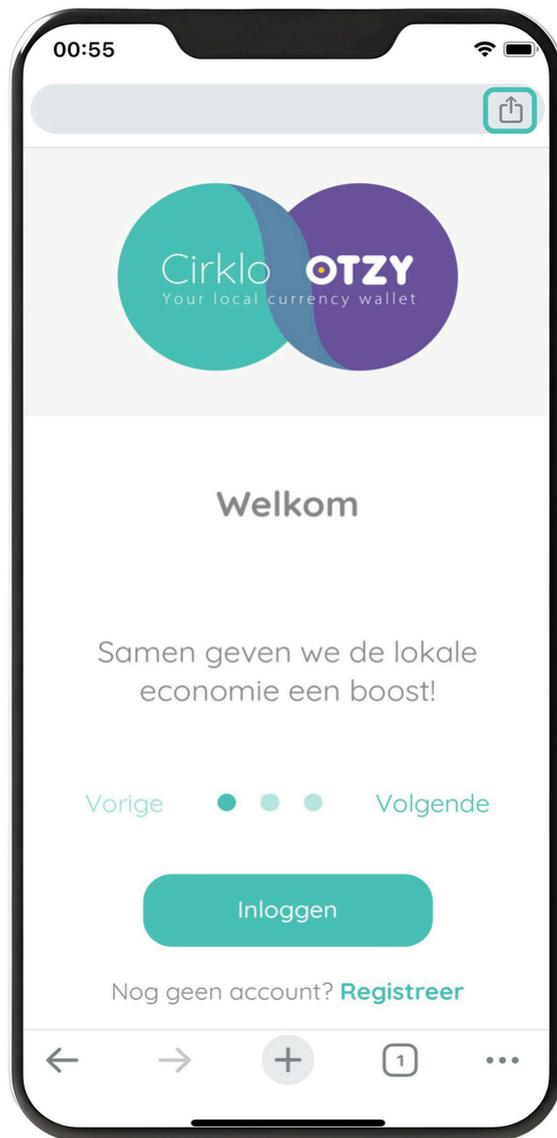 00:55
Cirklo OTZY
Your local currency wallet
Welkom
Samen geven we de lokale
economie een boost!
Vorige Volgende
Inloggen
Nog geen account? Registreer
1